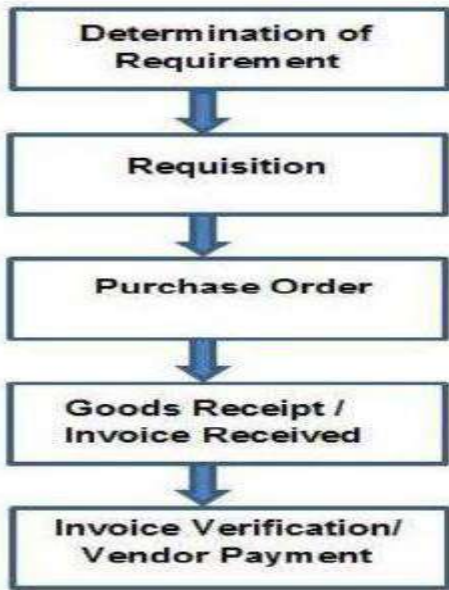 Determination of
Requirement
Requisition
Purchase Order
Goods Receipt /
Invoice Received
Invoice Verification/
Vendor Payment